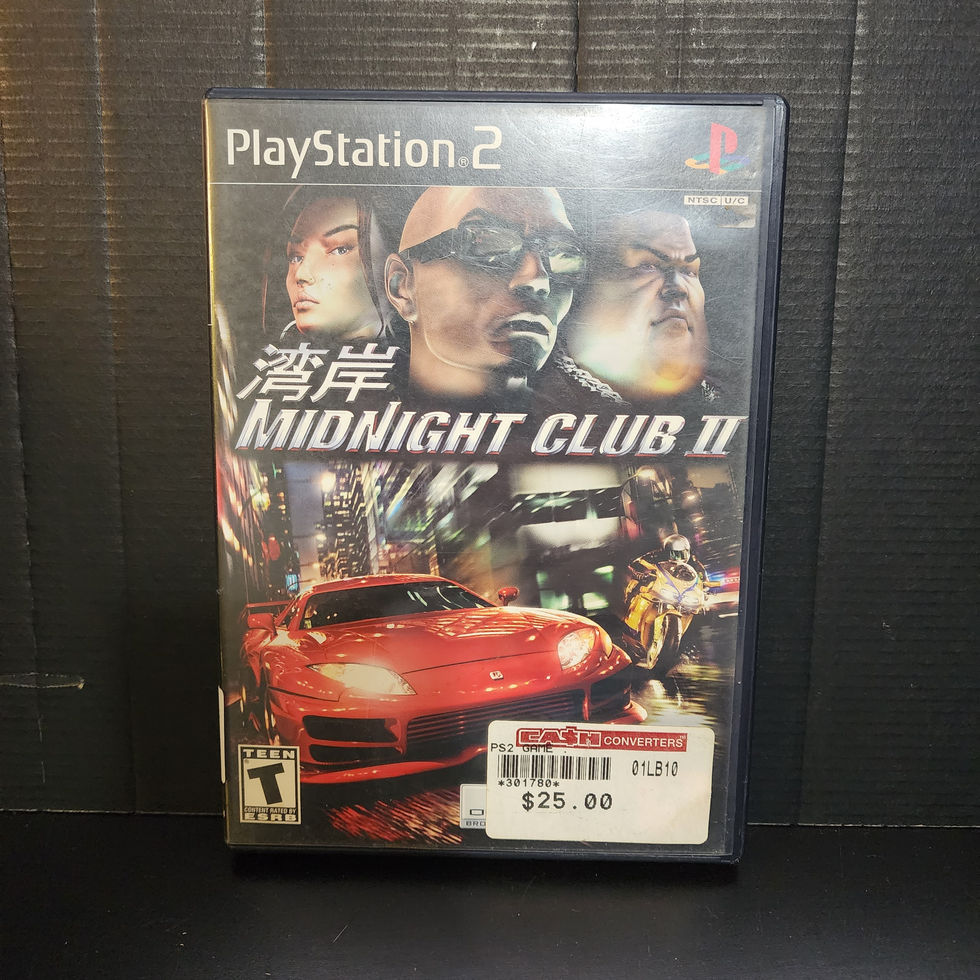 PlayStation®2
NTSC U/C
湾岸
MIDNIGHT CLUB II
CASH CONVERTERS
PS2 GAME :
01LB10
*301780*
$25.00
TEEN
T
CONTENT RATED BY
ESRB